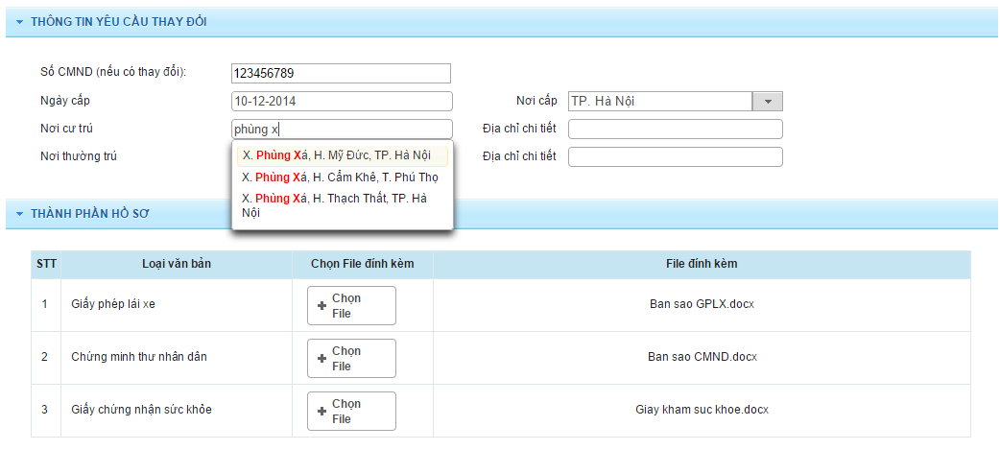 THÔNG TIN YÊU CẦU THAY ĐỔI
Số CMND (nếu có thay đổi): 123456789
Ngày cấp 10-12-2014 Nơi cấp TP. Hà Nội
Nơi cư trú phùng x Địa chỉ chi tiết
Nơi thường trú Địa chỉ chi tiết
X. Phùng Xá, H. Mỹ Đức, TP. Hà Nội
X. Phùng Xá, H. Cẩm Khê, T. Phú Thọ
X. Phùng Xá, H. Thạch Thất, TP. Hà
Nội
THÀNH PHẦN HỒ SƠ
STT Loại văn bản Chọn File đính kèm File đính kèm
1 Giấy phép lái xe Chọn File Ban sao GPLX.docx
2 Chứng minh thư nhân dân Chọn File Ban sao CMND.docx
3 Giấy chứng nhận sức khỏe Chọn File Giay kham suc khoe.docx